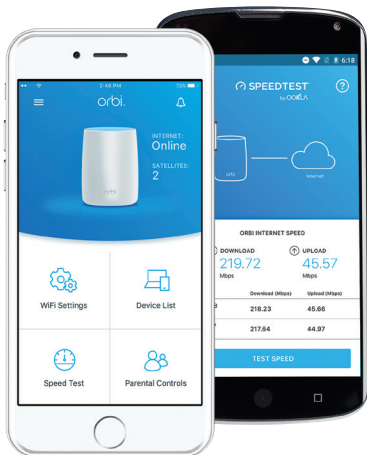 2:40 PM
72%
orbi.
INTERNET:
Online
SATELLITES:
2
orbi
WiFi Settings
Device List
Speed Test
Parental Controls
6:18
SPEEDTEST
by OOKLA
?
orbi
Internet
ORBI INTERNET SPEED
DOWNLOAD
UPLOAD
219.72
45.57
Mbps
Mbps
Download (Mbps)
Upload (Mbps)
218.23
45.66
217.64
44.97
TEST SPEED